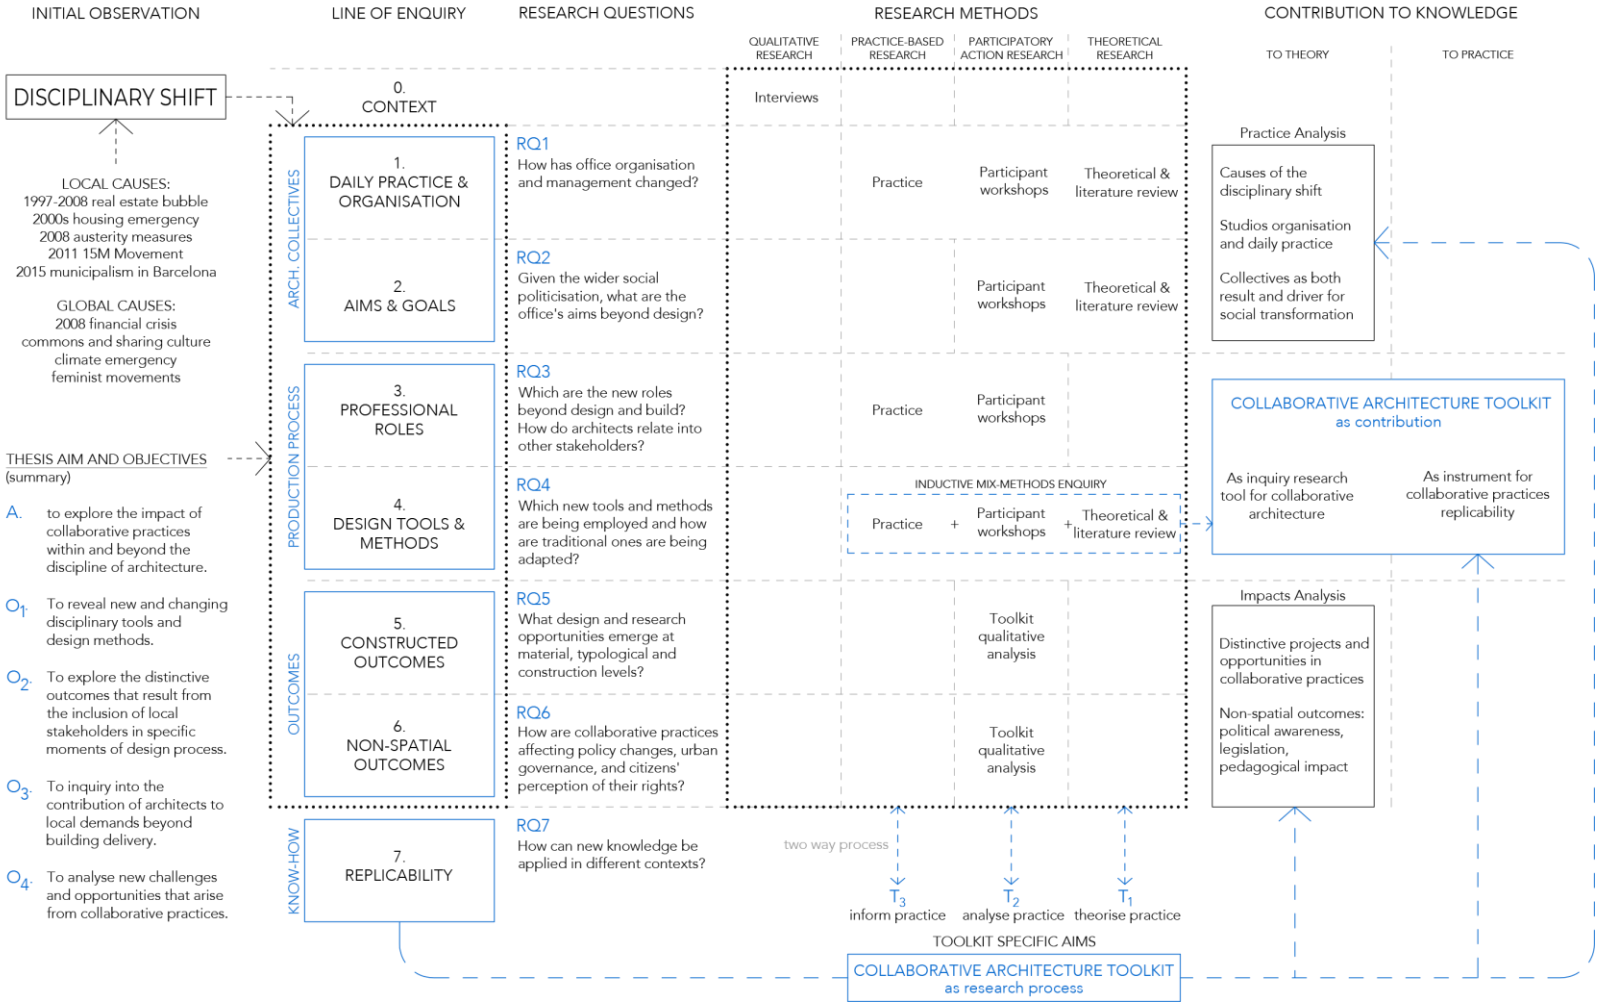 INITIAL OBSERVATION
LINE OF ENQUIRY
RESEARCH QUESTIONS
RESEARCH METHODS
CONTRIBUTION TO KNOWLEDGE
QUALITATIVE
RESEARCH
PRACTICE-BASED
RESEARCH
PARTICIPATORY
ACTION RESEARCH
THEORETICAL
RESEARCH
TO THEORY
TO PRACTICE
DISCIPLINARY SHIFT
LOCAL CAUSES:
1997-2008 real estate bubble
2000s housing emergency
2008 austerity measures
2011 15M Movement
2015 municipalism in Barcelona
GLOBAL CAUSES:
2008 financial crisis
commons and sharing culture
climate emergency
feminist movements
THESIS AIM AND OBJECTIVES
(summary)
A.
to explore the impact of
collaborative practices
within and beyond the
discipline of architecture.
O1.
To reveal new and changing
disciplinary tools and
design methods.
O2.
To explore the distinctive
outcomes that result from
the inclusion of local
stakeholders in specific
moments of design process.
O3.
To inquiry into the
contribution of architects to
local demands beyond
building delivery.
O4.
To analyse new challenges
and opportunities that arise
from collaborative practices.
0.
CONTEXT
Interviews
ARCH. COLLECTIVES
1.
DAILY PRACTICE &
ORGANISATION
RQ1
How has office organisation
and management changed?
Practice
Participant
workshops
Theoretical &
literature review
2.
AIMS & GOALS
RQ2
Given the wider social
politicisation, what are the
office's aims beyond design?
Participant
workshops
Theoretical &
literature review
PRODUCTION PROCESS
3.
PROFESSIONAL
ROLES
RQ3
Which are the new roles
beyond design and build?
How do architects relate into
other stakeholders?
Practice
Participant
workshops
4.
DESIGN TOOLS &
METHODS
RQ4
Which new tools and methods
are being employed and how
are traditional ones are being
adapted?
INDUCTIVE MIX-METHODS ENQUIRY
Practice
+
Participant
workshops
+
Theoretical &
literature review
OUTCOMES
5.
CONSTRUCTED
OUTCOMES
RQ5
What design and research
opportunities emerge at
material, typological and
construction levels?
Toolkit
qualitative
analysis
6.
NON-SPATIAL
OUTCOMES
RQ6
How are collaborative practices
affecting policy changes, urban
governance, and citizens'
perception of their rights?
Toolkit
qualitative
analysis
KNOW-HOW
7.
REPLICABILITY
RQ7
How can new knowledge be
applied in different contexts?
two way process
T3
inform practice
T2
analyse practice
T1
theorise practice
TOOLKIT SPECIFIC AIMS
COLLABORATIVE ARCHITECTURE TOOLKIT
as research process
Practice Analysis
Causes of the
disciplinary shift
Studios organisation
and daily practice
Collectives as both
result and driver for
social transformation
COLLABORATIVE ARCHITECTURE TOOLKIT
as contribution
As inquiry research
tool for collaborative
architecture
As instrument for
collaborative practices
replicability
Impacts Analysis
Distinctive projects and
opportunities in
collaborative practices
Non-spatial outcomes:
political awareness,
legislation,
pedagogical impact